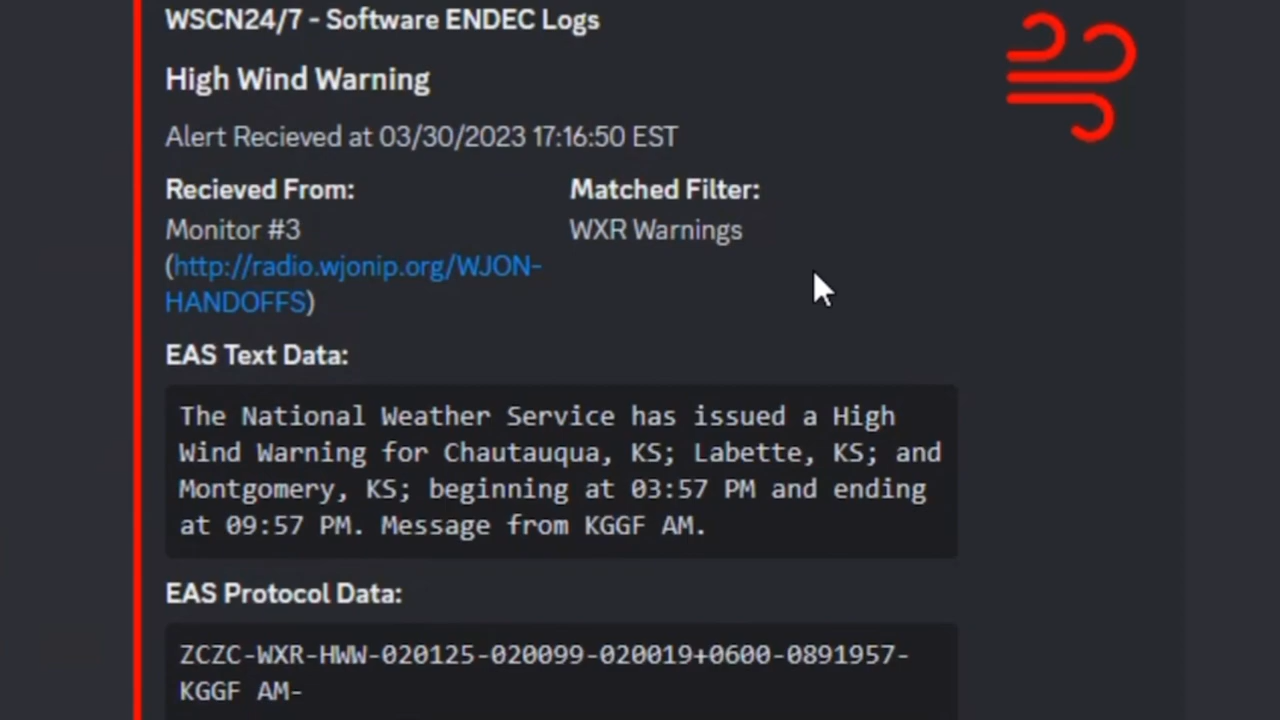 WSCN24/7 - Software ENDEC Logs
High Wind Warning
Alert Recieved at 03/30/2023 17:16:50 EST
Recieved From:
Monitor #3
(http://radio.wjonip.org/WJON-
HANDOFFS)
Matched Filter:
WXR Warnings
EAS Text Data:
The National Weather Service has issued a High
Wind Warning for Chautauqua, KS; Labette, KS; and
Montgomery, KS; beginning at 03:57 PM and ending
at 09:57 PM. Message from KGGF AM.
EAS Protocol Data:
ZCZC-WXR-HWW-020125-020099-020019+0600-0891957-
KGGF AM-